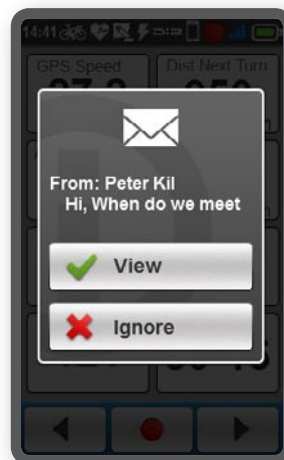 14:41
GPS Speed
Dist Next Turn
From: Peter Kil
Hi, When do we meet
View
Ignore